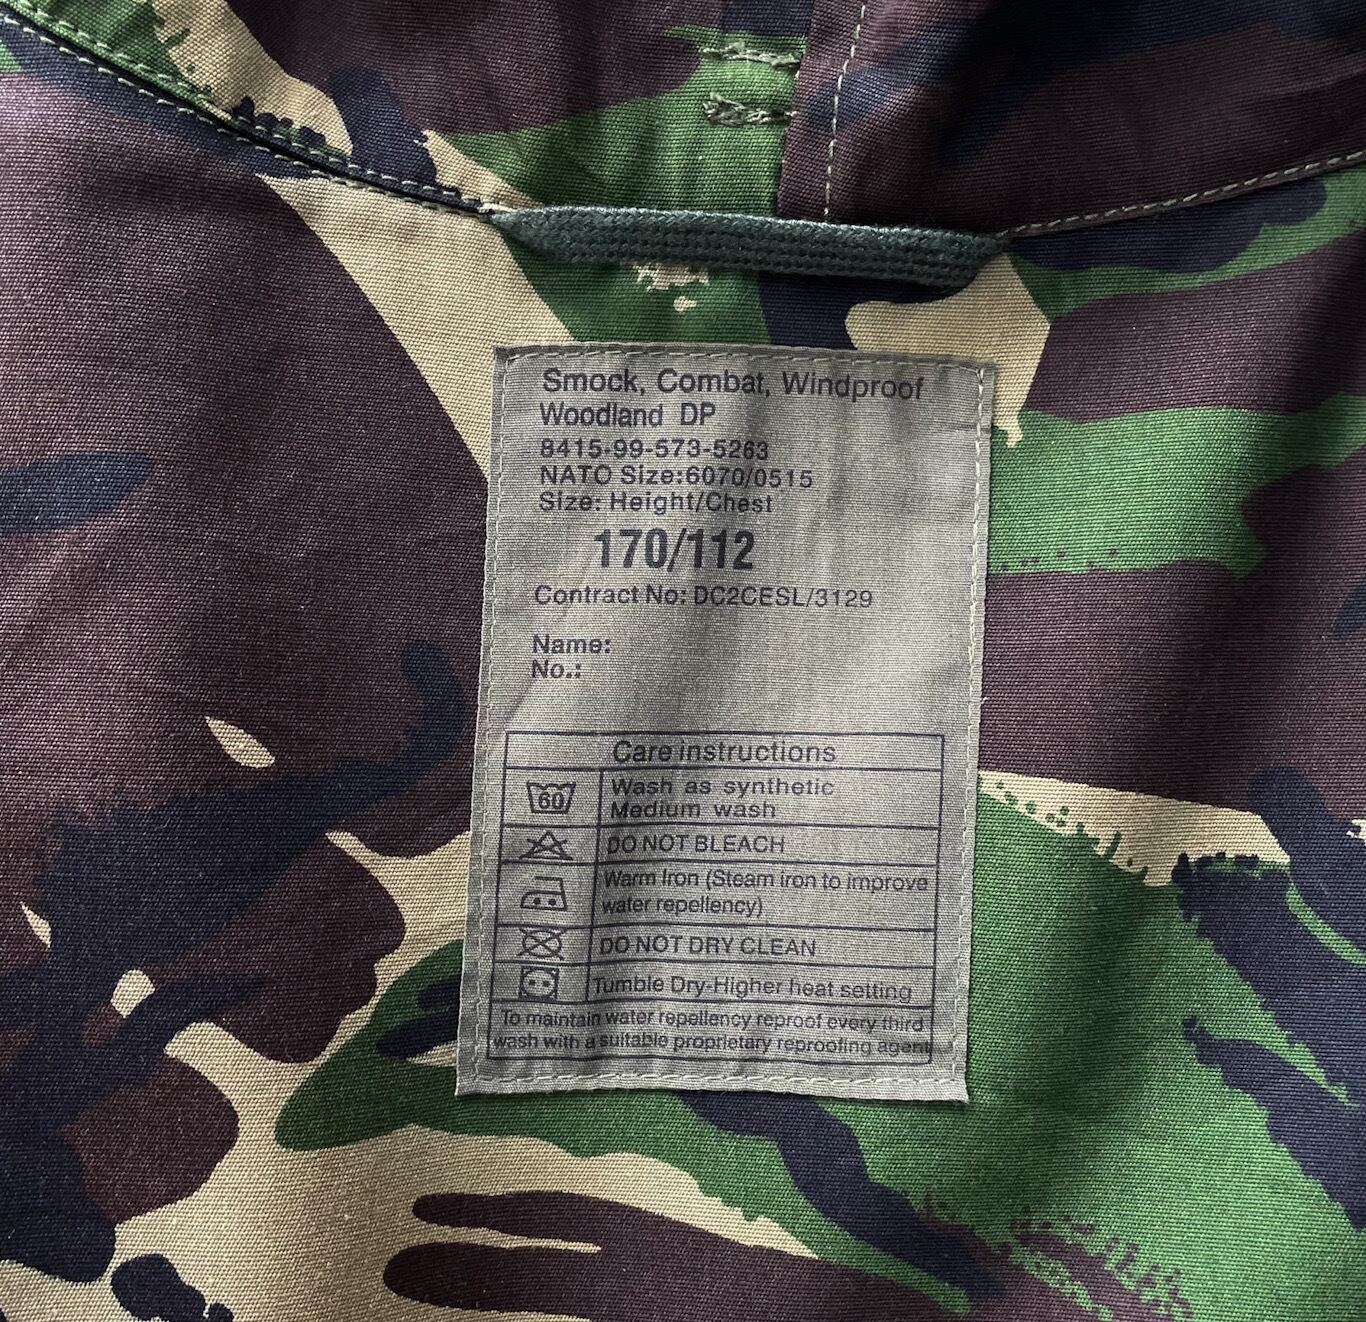 Smock, Combat, Windproof
Woodland DP
8415-99-573-5263
NATO Size:6070/0515
Size: Height/Chest
170/112
Contract No: DC2CESL/3129
Name:
No.:
Care instructions
60 Wash as synthetic
Medium wash
DO NOT BLEACH
Warm Iron (Steam iron to improve
water repellency)
DO NOT DRY CLEAN
Tumble Dry-Higher heat setting
To maintain water repellency reproof every third
wash with a suitable proprietary reproofing agent